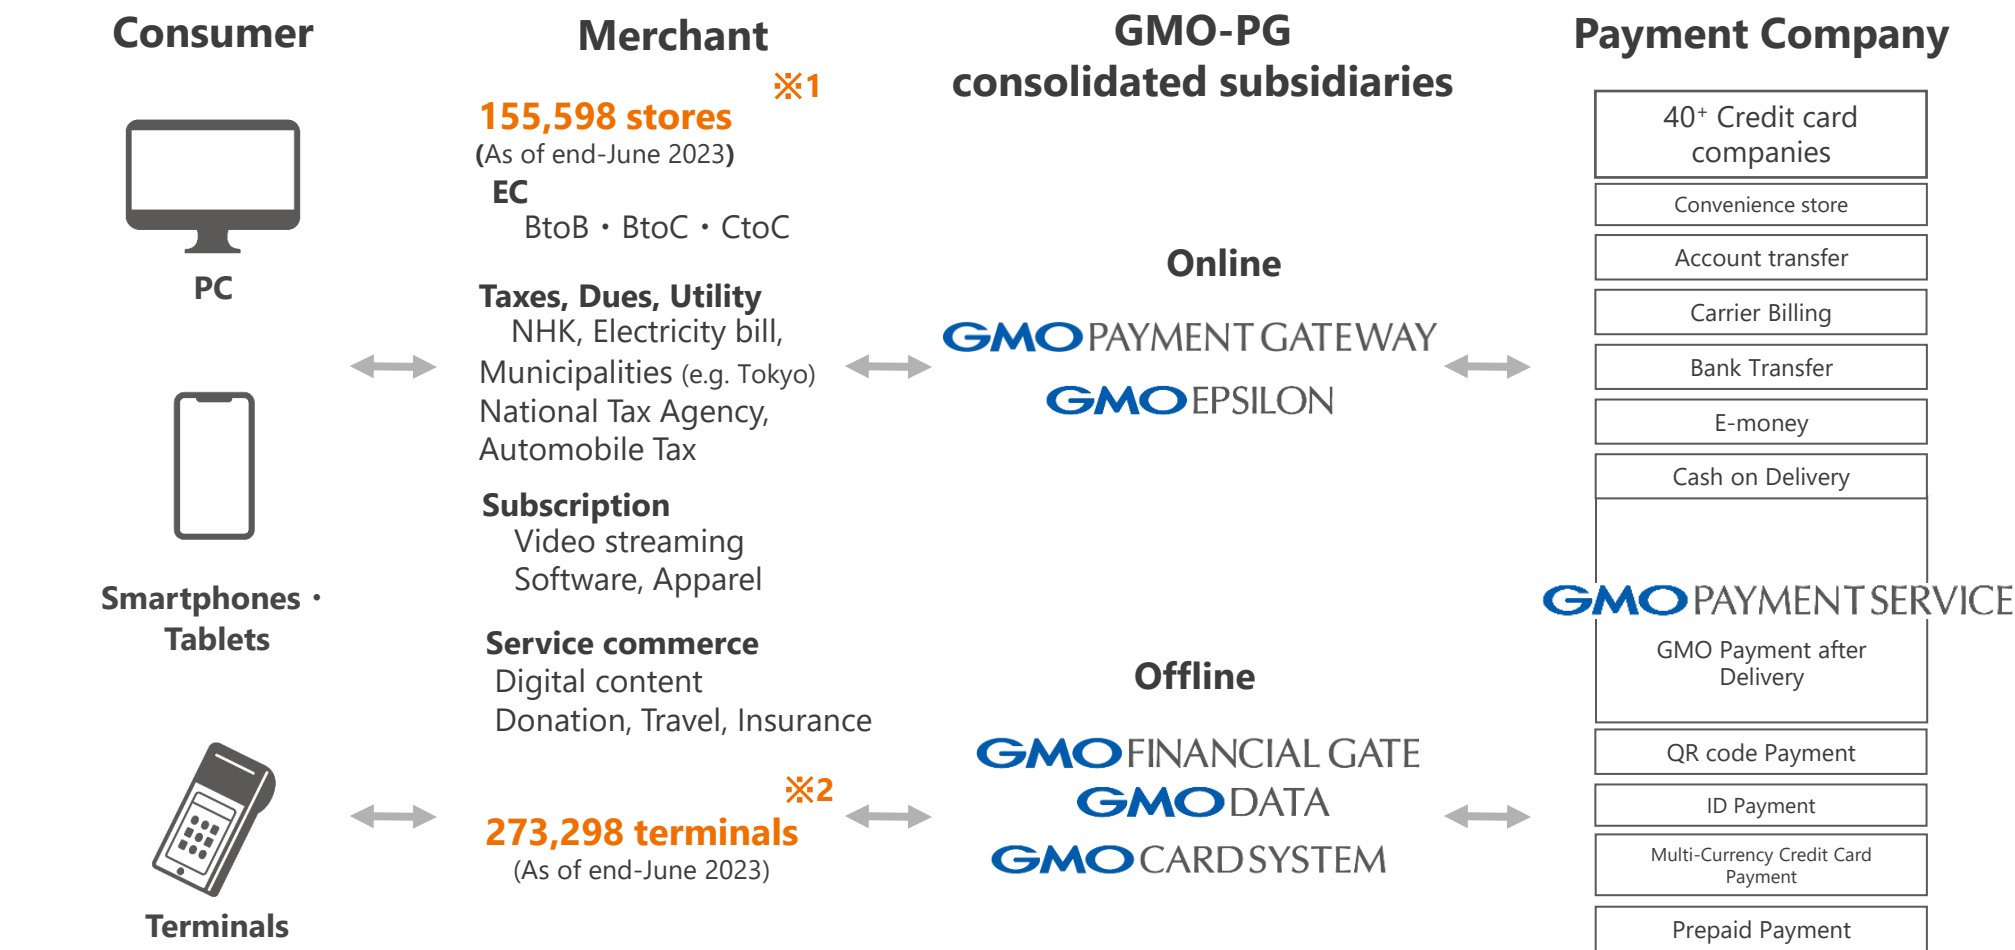 Consumer
PC
Smartphones・
Tablets
Terminals
Merchant
※1
155,598 stores
(As of end-June 2023)
EC
BtoB・BtoC・CtoC
Taxes, Dues, Utility
NHK, Electricity bill,
Municipalities (e.g. Tokyo)
National Tax Agency,
Automobile Tax
Subscription
Video streaming
Software, Apparel
Service commerce
Digital content
Donation, Travel, Insurance
※2
273,298 terminals
(As of end-June 2023)
GMO-PG
consolidated subsidiaries
Online
GMO PAYMENT GATEWAY
GMO EPSILON
Offline
GMO FINANCIAL GATE
GMO DATA
GMO CARD SYSTEM
Payment Company
40⁺ Credit card
companies
Convenience store
Account transfer
Carrier Billing
Bank Transfer
E-money
Cash on Delivery
GMO PAYMENT SERVICE
GMO Payment after
Delivery
QR code Payment
ID Payment
Multi-Currency Credit Card
Payment
Prepaid Payment